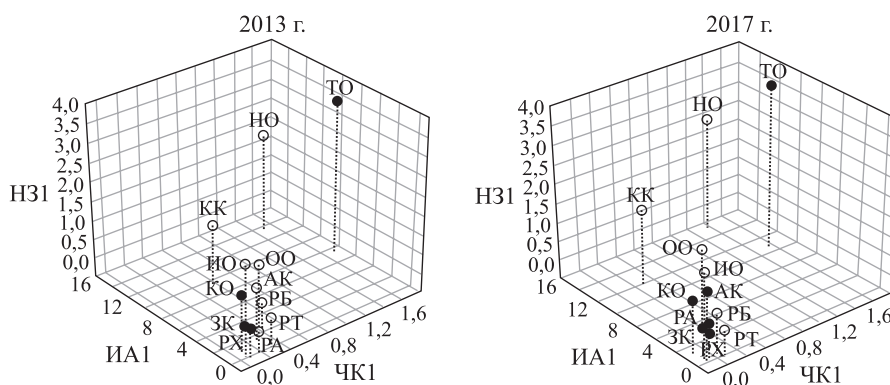 2013 г.
ТО
НО
КК
ИО
ОО
АК
КО
РБ
ЗК
РТ
РХ
РА
НЗ1
4,0
3,5
3,0
2,5
2,0
1,5
1,0
0,5
0,0
16
12
8
4
0
ИА1
0,0
0,4
0,8
1,2
1,6
ЧК1
2017 г.
ТО
НО
КК
ОО
ИО
КО
АК
РА
РБ
ЗК
РТ
РХ
НЗ1
4,0
3,5
3,0
2,5
2,0
1,5
1,0
0,5
0,0
16
12
8
4
0
ИА1
0,0
0,4
0,8
1,2
1,6
ЧК1